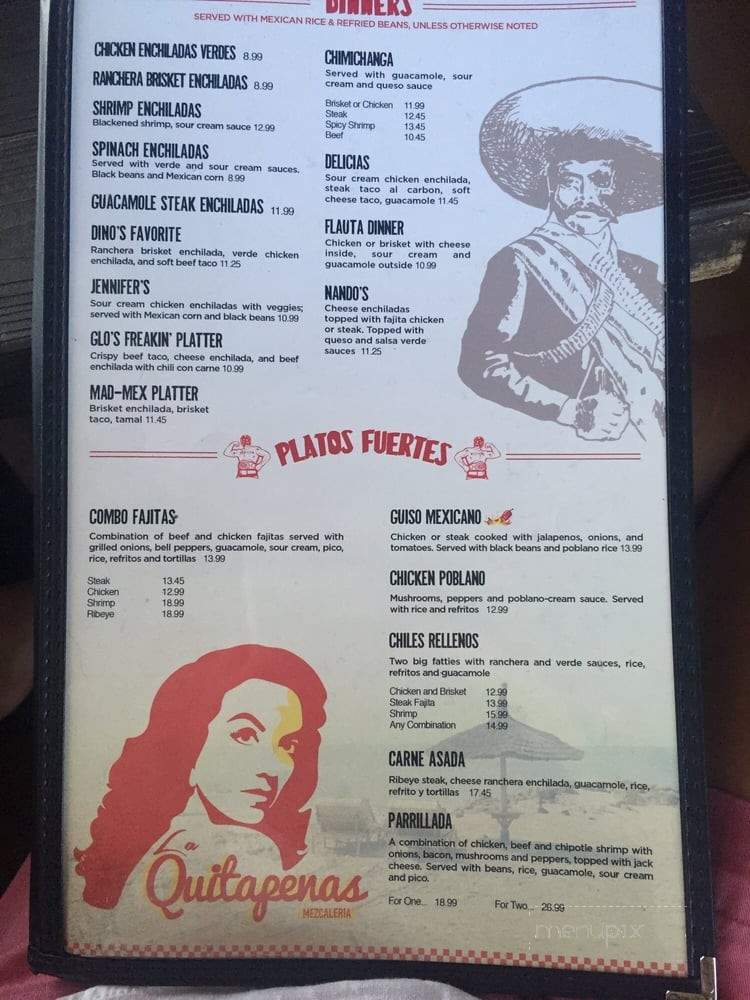 DINNERS
SERVED WITH MEXICAN RICE & REFRIED BEANS, UNLESS OTHERWISE NOTED
CHICKEN ENCHILADAS VERDES 8.99
RANCHERA BRISKET ENCHILADAS 8.99
SHRIMP ENCHILADAS
Blackened shrimp, sour cream sauce 12.99
SPINACH ENCHILADAS
Served with verde and sour cream sauces.
Black beans and Mexican corn 8.99
GUACAMOLE STEAK ENCHILADAS 11.99
DINO'S FAVORITE
Ranchera brisket enchilada, verde chicken
enchilada, and soft beef taco 11.25
JENNIFER'S
Sour cream chicken enchiladas with veggies;
served with Mexican corn and black beans 10.99
GLO'S FREAKIN' PLATTER
Crispy beef taco, cheese enchilada, and beef
enchilada with chili con carne 10.99
MAD-MEX PLATTER
Brisket enchilada, brisket
taco, tamal 11.45
CHIMICHANGA
Served with guacamole, sour
cream and queso sauce
Brisket or Chicken 11.99
Steak 12.45
Spicy Shrimp 13.45
Beef 10.45
DELICIAS
Sour cream chicken enchilada,
steak taco al carbon, soft
cheese taco, guacamole 11.45
FLAUTA DINNER
Chicken or brisket with cheese
inside, sour cream and
guacamole outside 10.99
NANDO'S
Cheese enchiladas
topped with fajita chicken
or steak. Topped with
queso and salsa verde
sauces 11.25
PLATOS FUERTES
COMBO FAJITAS
Combination of beef and chicken fajitas served with
grilled onions, bell peppers, guacamole, sour cream, pico,
rice, refritos and tortillas 13.99
Steak 13.45
Chicken 12.99
Shrimp 18.99
Ribeye 18.99
La
Quitapenas
MEZCALERIA
GUISO MEXICANO
Chicken or steak cooked with jalapenos, onions, and
tomatoes. Served with black beans and poblano rice 13.99
CHICKEN POBLANO
Mushrooms, peppers and poblano-cream sauce. Served
with rice and refritos 12.99
CHILES RELLENOS
Two big fatties with ranchera and verde sauces, rice,
refritos and guacamole
Chicken and Brisket 12.99
Steak Fajita 13.99
Shrimp 15.99
Any Combination 14.99
CARNE ASADA
Ribeye steak, cheese ranchera enchilada, guacamole, rice,
refrito y tortillas 17.45
PARRILLADA
A combination of chicken, beef and chipotle shrimp with
onions, bacon, mushrooms and peppers, topped with jack
cheese. Served with beans, rice, guacamole, sour cream
and pico.
For One... 18.99 For Two... 26.99
menupix